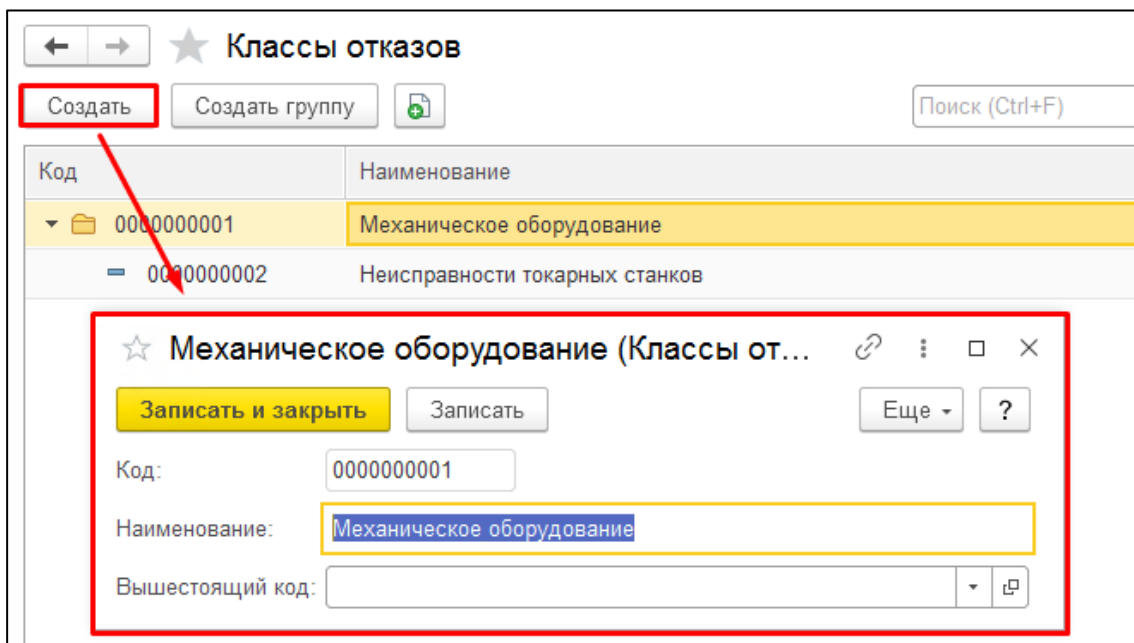 Классы отказов
Создать Создать группу Поиск (Ctrl+F)
Код Наименование
0000000001 Механическое оборудование
0000000002 Неисправности токарных станков
Механическое оборудование (Классы от...
Записать и закрыть Записать Еще ?
Код: 0000000001
Наименование: Механическое оборудование
Вышестоящий код: